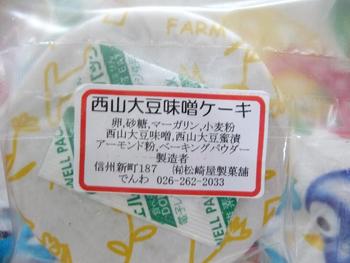 FARM
西山大豆味噌ケーキ
卵,砂糖,マーガリン,小麦粉
西山大豆味噌,西山大豆蜜漬
アーモンド粉,ベーキングパウダー
製造者
信州新町187 ㈲松崎屋製菓舗
でんわ 026-262-2033
WELL PACK